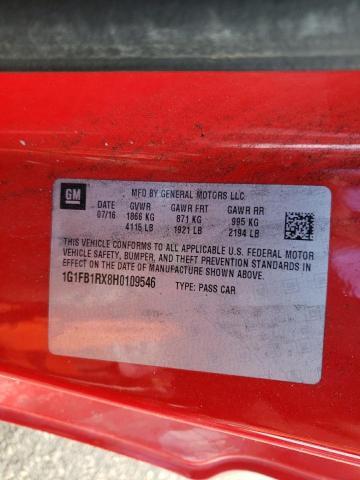 GM
MFD BY GENERAL MOTORS LLC
DATE GVWR GAWR FRT GAWR RR
07/16 1866 KG 871 KG 995 KG
4115 LB 1921 LB 2194 LB
THIS VEHICLE CONFORMS TO ALL APPLICABLE U.S. FEDERAL MOTOR
VEHICLE SAFETY, BUMPER, AND THEFT PREVENTION STANDARDS IN
EFFECT ON THE DATE OF MANUFACTURE SHOWN ABOVE.
1G1FB1RX8H0109546 TYPE: PASS CAR